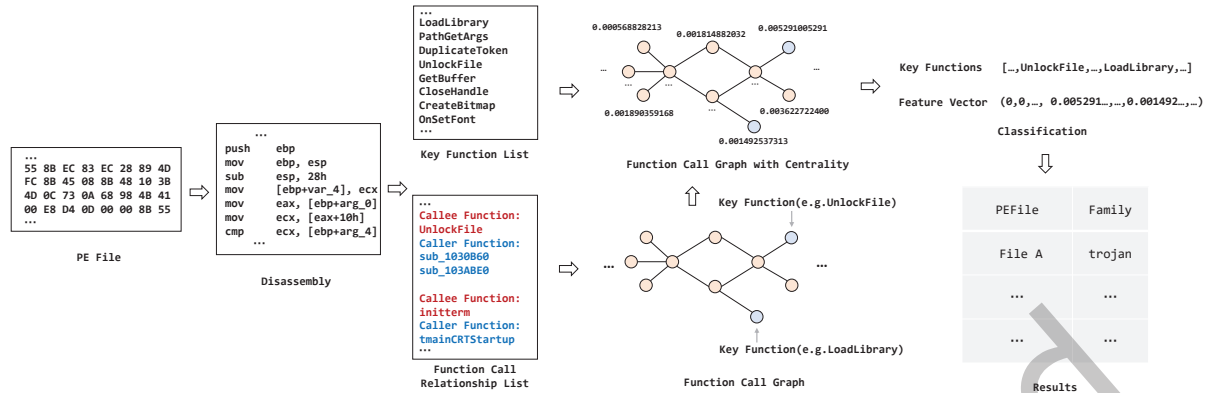 ...
55 8B EC 83 EC 28 89 4D
FC 8B 45 08 8B 48 10 3B
4D 0C 73 0A 68 98 4B 41
00 E8 D4 0D 00 00 8B 55
...
PE File
...
push ebp
mov ebp, esp
sub esp, 28h
mov [ebp+var_4], ecx
mov eax, [ebp+arg_0]
mov ecx, [eax+10h]
cmp ecx, [ebp+arg_4]
...
Disassembly
...
LoadLibrary
PathGetArgs
DuplicateToken
UnlockFile
GetBuffer
CloseHandle
CreateBitmap
OnSetFont
...
Key Function List
...
Callee Function:
UnlockFile
Caller Function:
sub_1030B60
sub_103ABE0
Callee Function:
initterm
Caller Function:
tmainCRTStartup
...
Function Call
Relationship List
0.000568828213
0.001814882032
0.005291005291
... ...
... ... ...
...
0.001890359168
0.003622722400
0.001492537313
Function Call Graph with Centrality
Key Function(e.g.UnlockFile)
... ...
Key Function(e.g.LoadLibrary)
Function Call Graph
Key Functions [...,UnlockFile,...,LoadLibrary,...]
Feature Vector (0,0,..., 0.005291...,...,0.001492...,...)
Classification
PEFile Family
File A trojan
... ...
... ...
Results